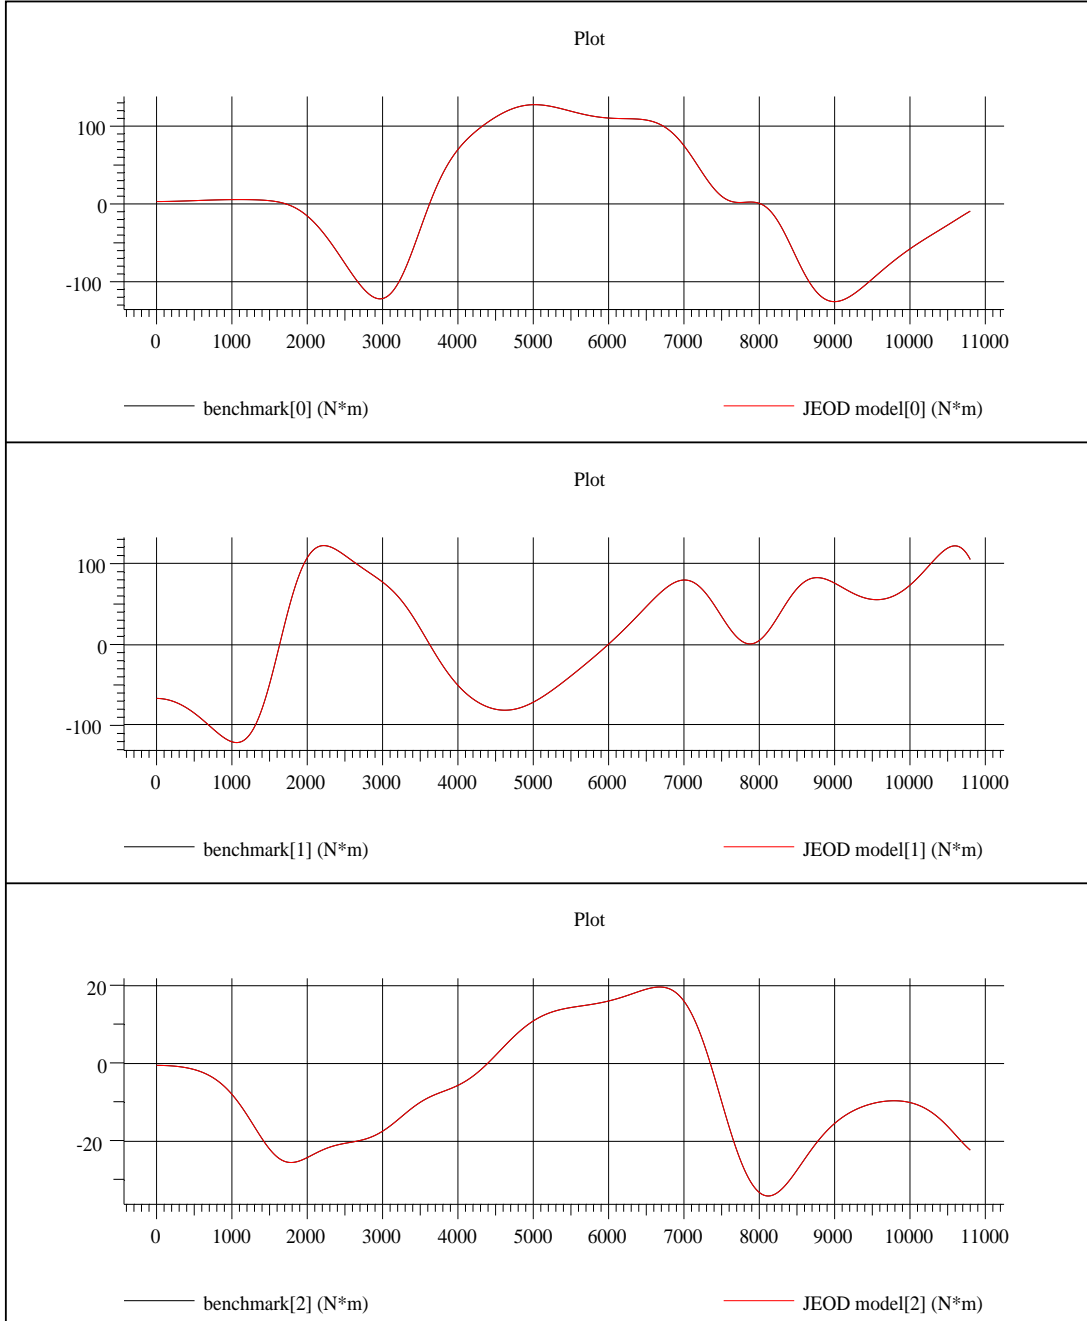 Plot
100
0
-100
0 1000 2000 3000 4000 5000 6000 7000 8000 9000 10000 11000
benchmark[0] (N*m) JEOD model[0] (N*m)
Plot
100
0
-100
0 1000 2000 3000 4000 5000 6000 7000 8000 9000 10000 11000
benchmark[1] (N*m) JEOD model[1] (N*m)
Plot
20
0
-20
0 1000 2000 3000 4000 5000 6000 7000 8000 9000 10000 11000
benchmark[2] (N*m) JEOD model[2] (N*m)